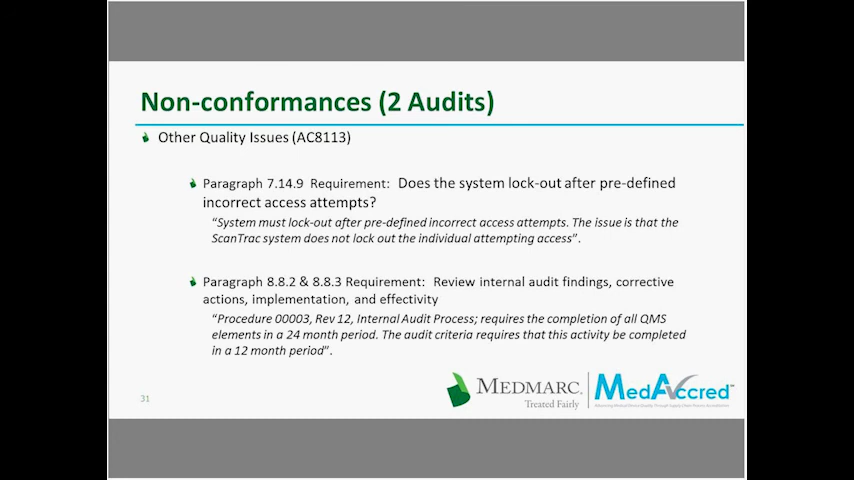 Non-conformances (2 Audits)
Other Quality Issues (AC8113)
Paragraph 7.14.9 Requirement: Does the system lock-out after pre-defined
incorrect access attempts?
“System must lock-out after pre-defined incorrect access attempts. The issue is that the
ScanTrac system does not lock out the individual attempting access”.
Paragraph 8.8.2 & 8.8.3 Requirement: Review internal audit findings, corrective
actions, implementation, and effectivity
“Procedure 00003, Rev 12, Internal Audit Process; requires the completion of all QMS
elements in a 24 month period. The audit criteria requires that this activity be completed
in a 12 month period”.
MEDMARC®
Treated Fairly
MedAccred™
31